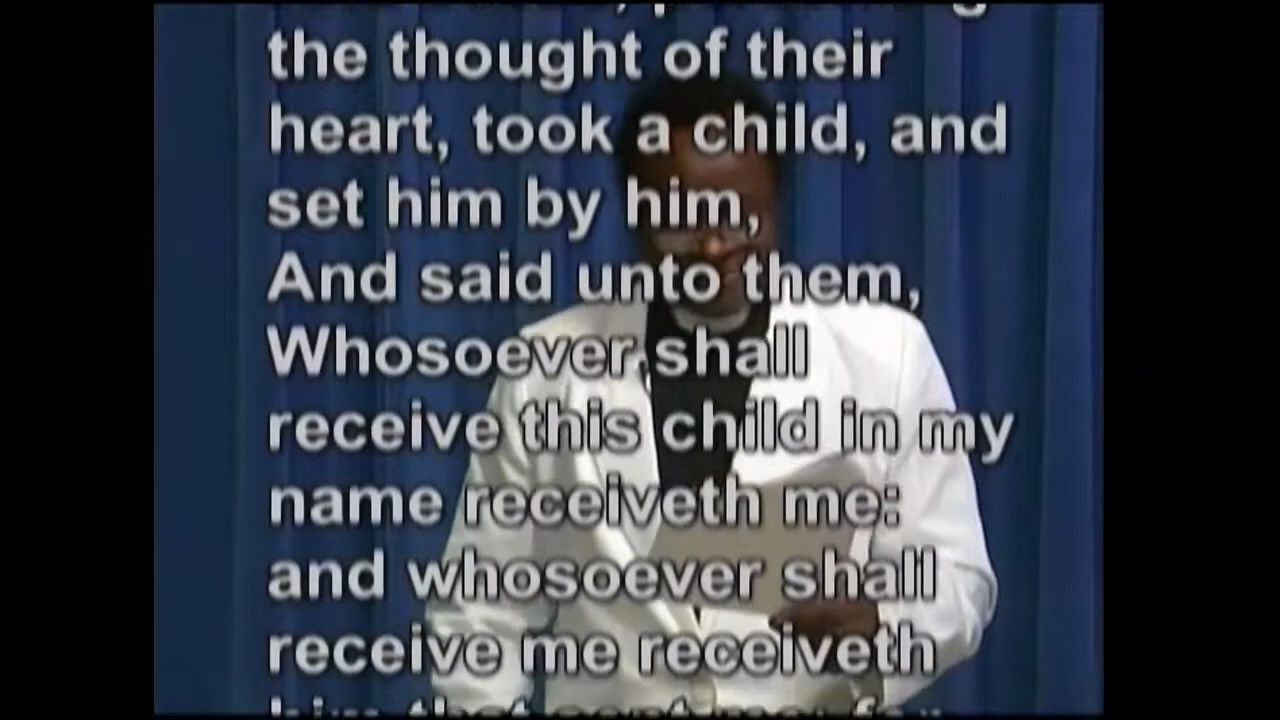 the thought of their
heart, took a child, and
set him by him,
And said unto them,
Whosoever shall
receive this child in my
name receiveth me:
and whosoever shall
receive me receiveth